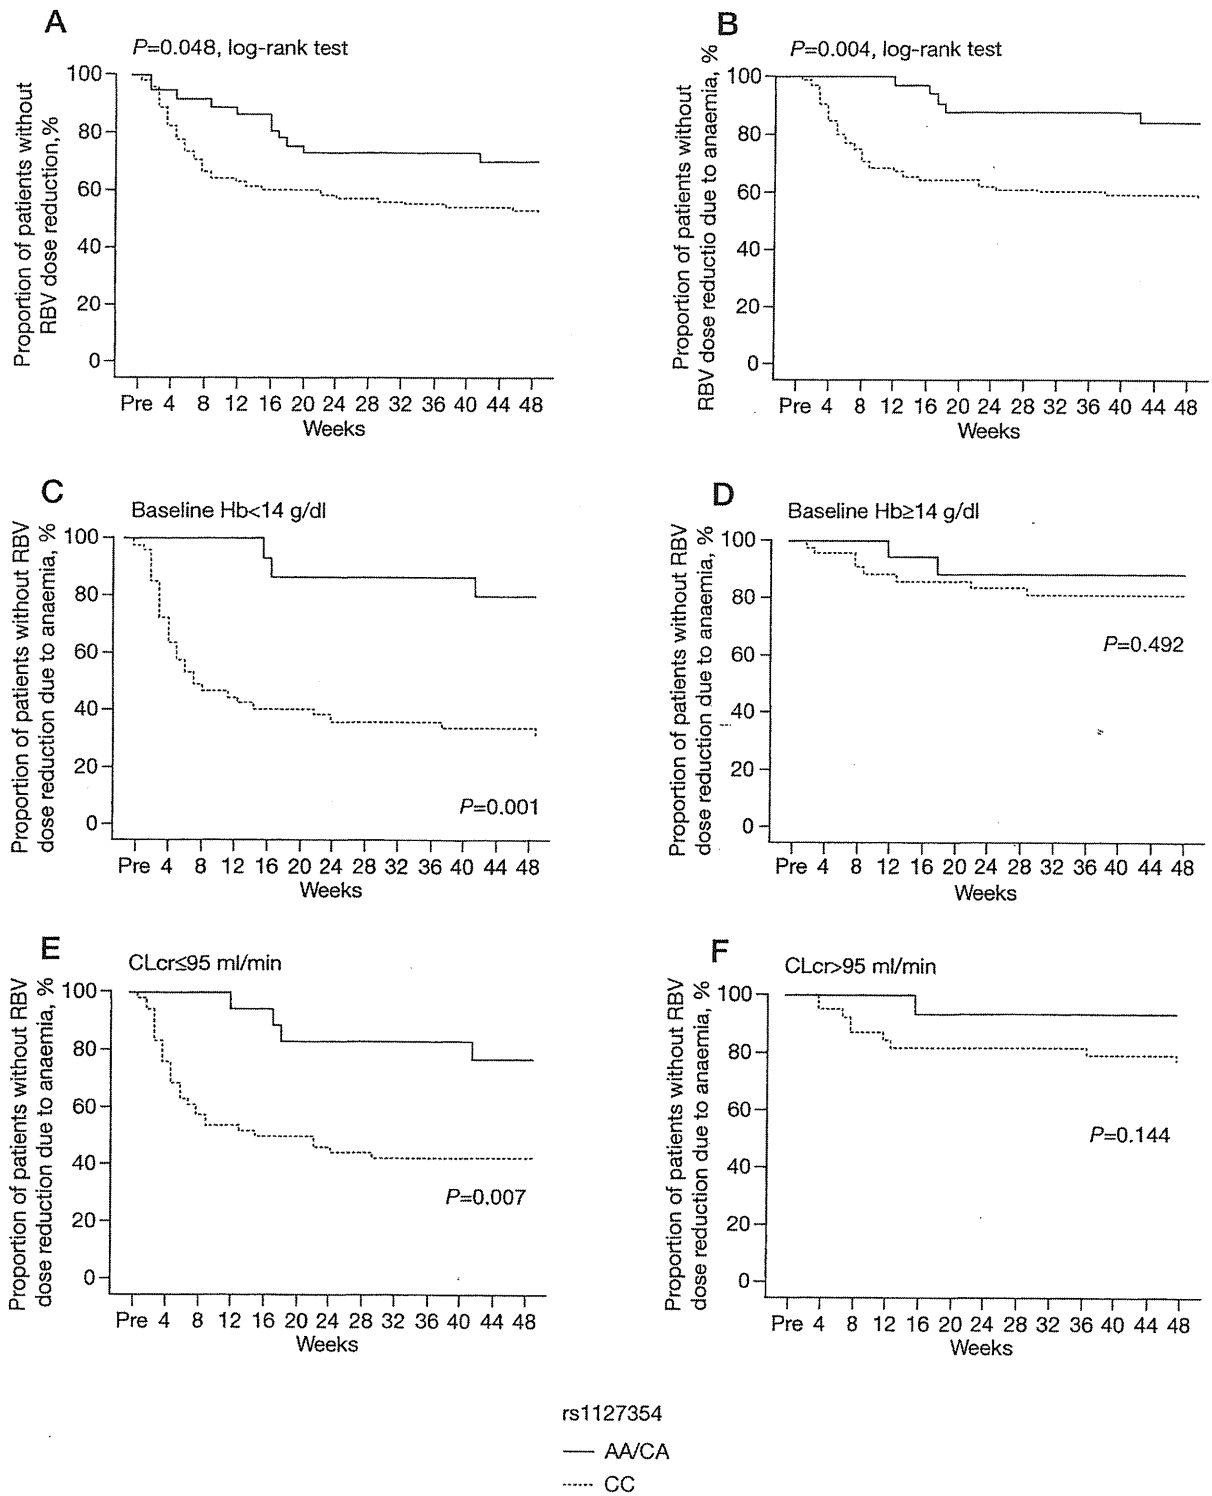 A
P=0.048, log-rank test
Proportion of patients without
RBV dose reduction, %
100
80
60
40
20
0
Pre 4 8 12 16 20 24 28 32 36 40 44 48
Weeks
B
P=0.004, log-rank test
Proportion of patients without
RBV dose reductio due to anaemia, %
100
80
60
40
20
0
Pre 4 8 12 16 20 24 28 32 36 40 44 48
Weeks
C
Baseline Hb<14 g/dl
Proportion of patients without RBV
dose reduction due to anaemia, %
100
80
60
40
20
0
P=0.001
Pre 4 8 12 16 20 24 28 32 36 40 44 48
Weeks
D
Baseline Hb≥14 g/dl
Proportion of patients without RBV
dose reduction due to anaemia, %
100
80
60
40
20
0
P=0.492
Pre 4 8 12 16 20 24 28 32 36 40 44 48
Weeks
E
CLcr≤95 ml/min
Proportion of patients without RBV
dose reduction due to anaemia, %
100
80
60
40
20
0
P=0.007
Pre 4 8 12 16 20 24 28 32 36 40 44 48
Weeks
F
CLcr>95 ml/min
Proportion of patients without RBV
dose reduction due to anaemia, %
100
80
60
40
20
0
P=0.144
Pre 4 8 12 16 20 24 28 32 36 40 44 48
Weeks
rs1127354
AA/CA
CC